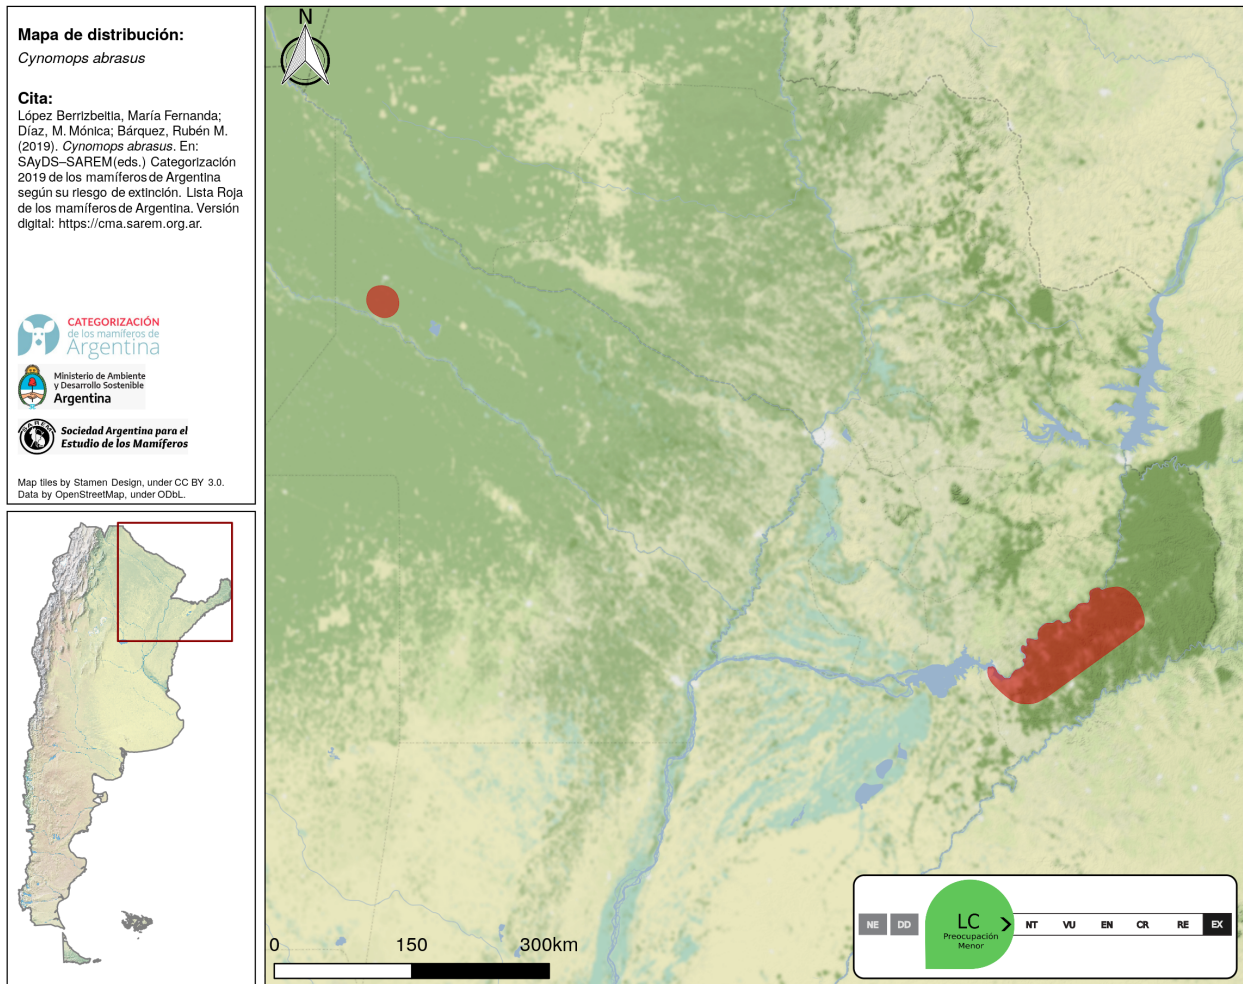 Mapa de distribución:
Cynomops abrasus
Cita:
López Berrizbeitia, María Fernanda;
Díaz, M. Mónica; Bárquez, Rubén M.
(2019). Cynomops abrasus. En:
SAyDS–SAREM(eds.) Categorización
2019 de los mamíferos de Argentina
según su riesgo de extinción. Lista Roja
de los mamíferos de Argentina. Versión
digital: https://cma.sarem.org.ar.
CATEGORIZACIÓN
de los mamíferos de
Argentina
Ministerio de Ambiente
y Desarrollo Sostenible
Argentina
SAREM
Sociedad Argentina para el
Estudio de los Mamíferos
Map tiles by Stamen Design, under CC BY 3.0.
Data by OpenStreetMap, under ODbL.
N
0 150 300km
NE DD LC NT VU EN CR RE EX
Preocupación
Menor